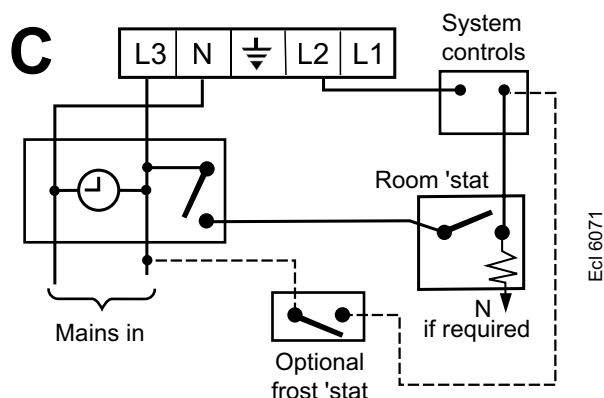 C
L3 N L2 L1
System
controls
Room 'stat
N
if required
Mains in
Optional
frost 'stat
Ecl 6071